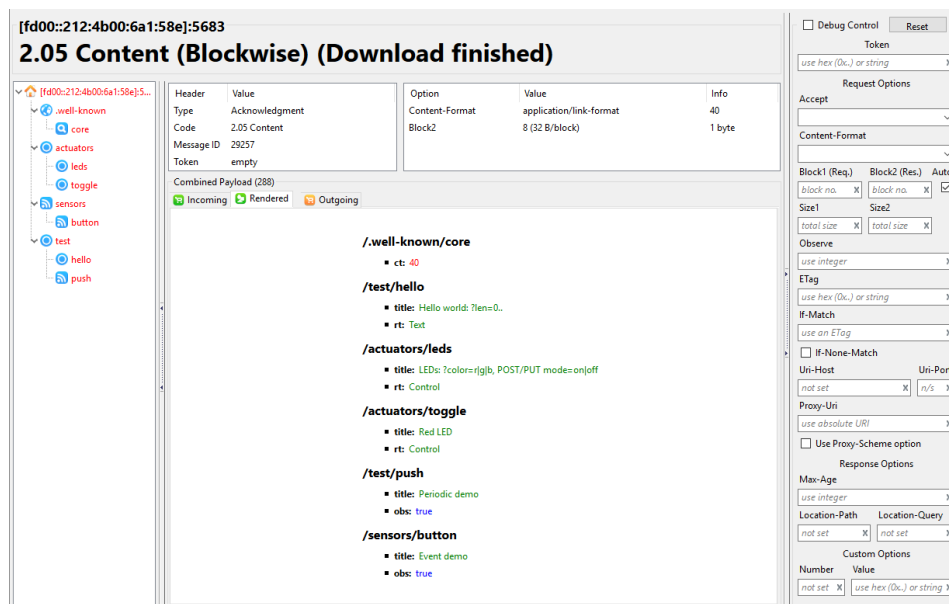 [fd00::212:4b00:6a1:58e]:5683
2.05 Content (Blockwise) (Download finished)
[fd00::212:4b00:6a1:58e]:5...
.well-known
core
actuators
leds
toggle
sensors
button
test
hello
push
Header Value
Type Acknowledgment
Code 2.05 Content
Message ID 29257
Token empty
Option Value Info
Content-Format application/link-format 40
Block2 8 (32 B/block) 1 byte
Combined Payload (288)
Incoming Rendered Outgoing
/.well-known/core
ct: 40
/test/hello
title: Hello world: ?len=0..
rt: Text
/actuators/leds
title: LEDs: ?color=r|g|b, POST/PUT mode=on|off
rt: Control
/actuators/toggle
title: Red LED
rt: Control
/test/push
title: Periodic demo
obs: true
/sensors/button
title: Event demo
obs: true
Debug Control Reset
Token
use hex (0x..) or string x
Request Options
Accept
Content-Format
Block1 (Req.) Block2 (Res.) Auto
block no. x block no. x
Size1 Size2
total size x total size x
Observe
use integer x
ETag
use hex (0x..) or string x
If-Match
use an ETag x
If-None-Match
Uri-Host Uri-Por
not set x n/s x
Proxy-Uri
use absolute URI x
Use Proxy-Scheme option
Response Options
Max-Age
use integer x
Location-Path Location-Query
not set x not set x
Custom Options
Number Value
not set x use hex (0x..) or string x